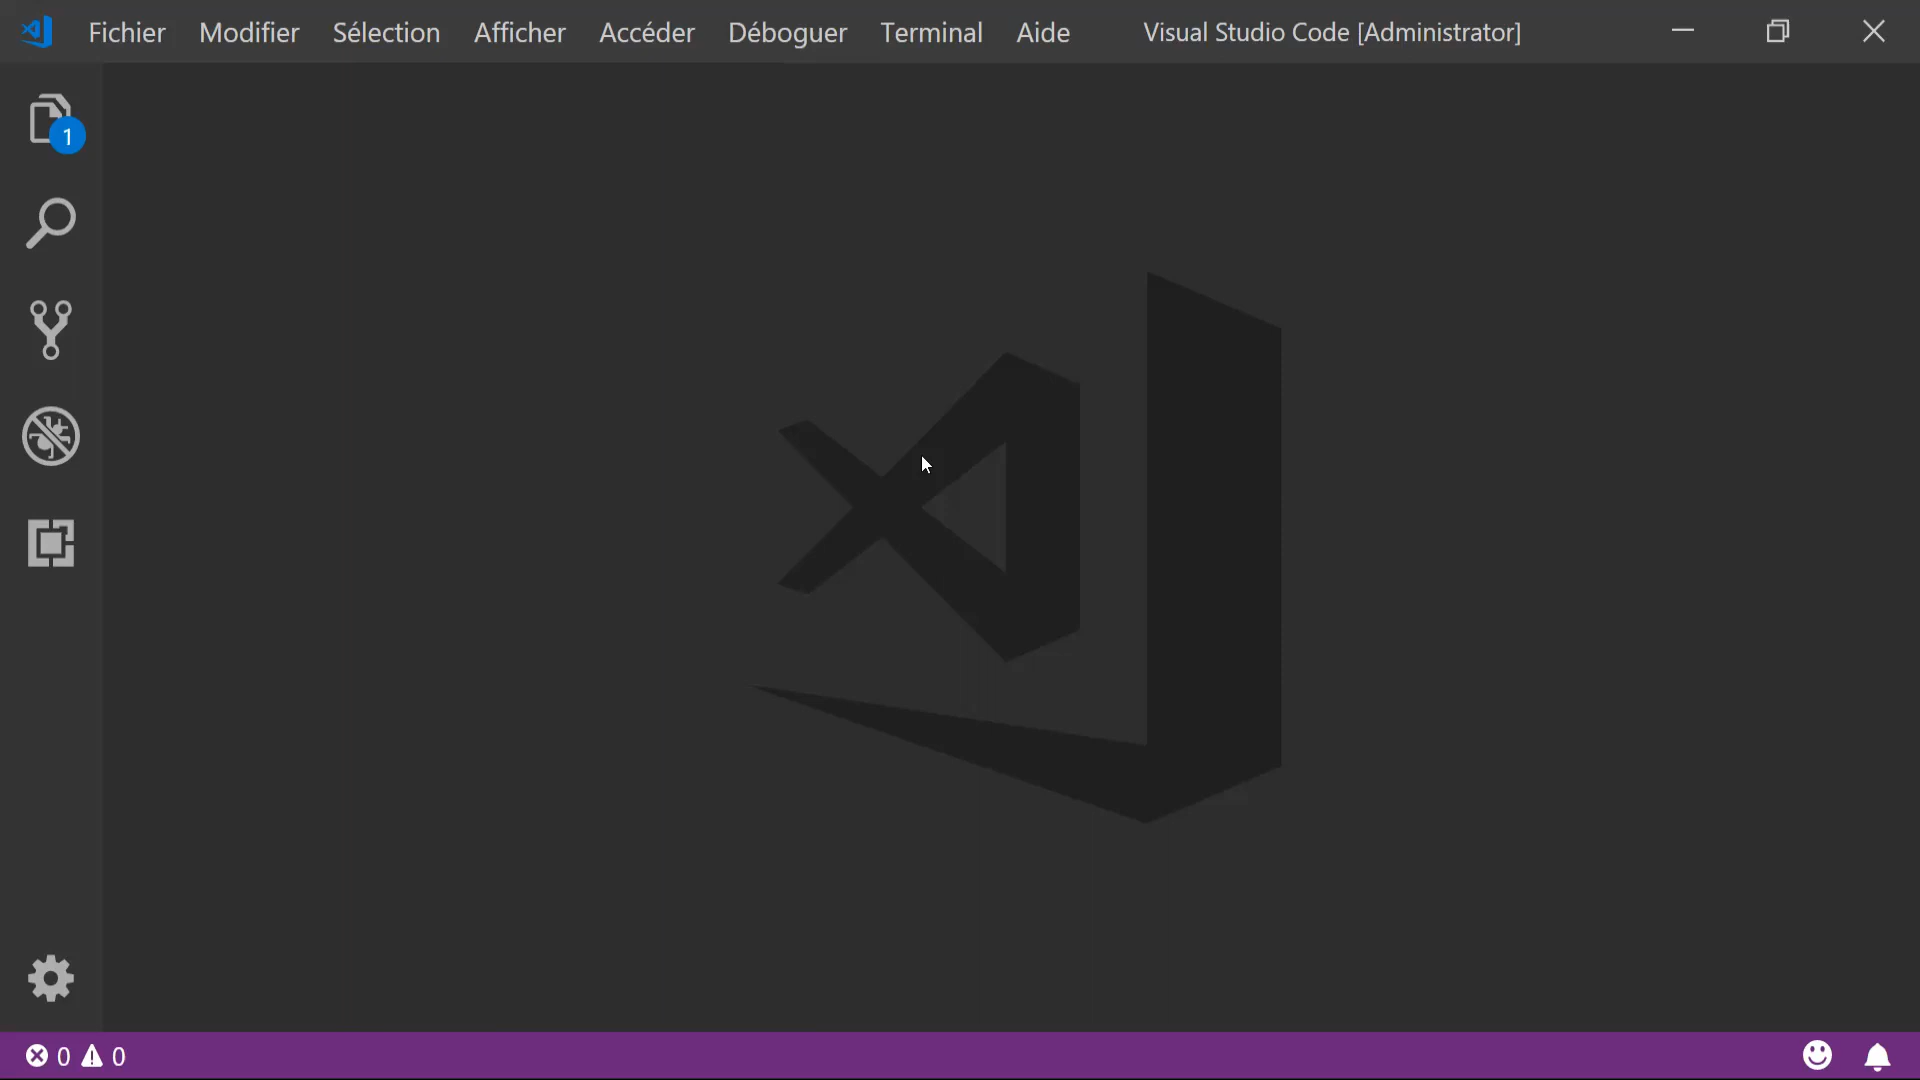 Fichier Modifier Sélection Afficher Accéder Déboguer Terminal Aide Visual Studio Code [Administrator]
1
0 0